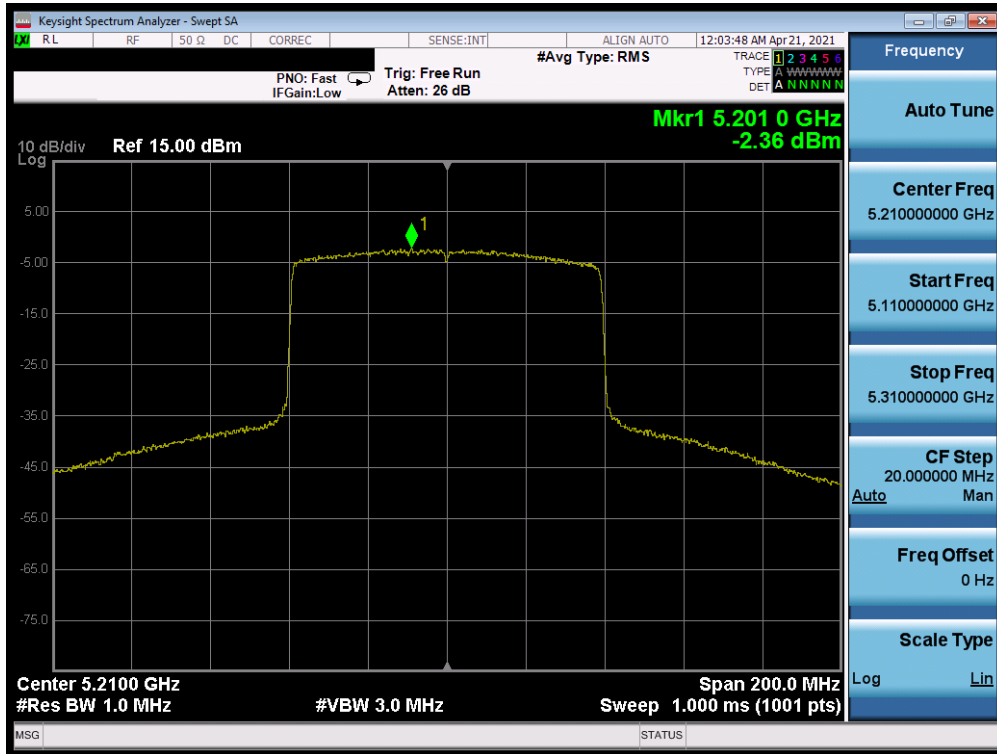 Keysight Spectrum Analyzer - Swept SA
LXI RL RF 50 Ω DC CORREC SENSE:INT ALIGN AUTO 12:03:48 AM Apr 21, 2021
#Avg Type: RMS TRACE 1 2 3 4 5 6
PNO: Fast Trig: Free Run TYPE A WWWWW
IFGain:Low Atten: 26 dB DET A N N N N N
Mkr1 5.201 0 GHz
-2.36 dBm
10 dB/div Ref 15.00 dBm
Log
1
5.00
-5.00
-15.0
-25.0
-35.0
-45.0
-55.0
-65.0
-75.0
Center 5.2100 GHz Span 200.0 MHz
#Res BW 1.0 MHz #VBW 3.0 MHz Sweep 1.000 ms (1001 pts)
MSG STATUS
Frequency
Auto Tune
Center Freq
5.210000000 GHz
Start Freq
5.110000000 GHz
Stop Freq
5.310000000 GHz
CF Step
20.000000 MHz
Auto Man
Freq Offset
0 Hz
Scale Type
Log Lin